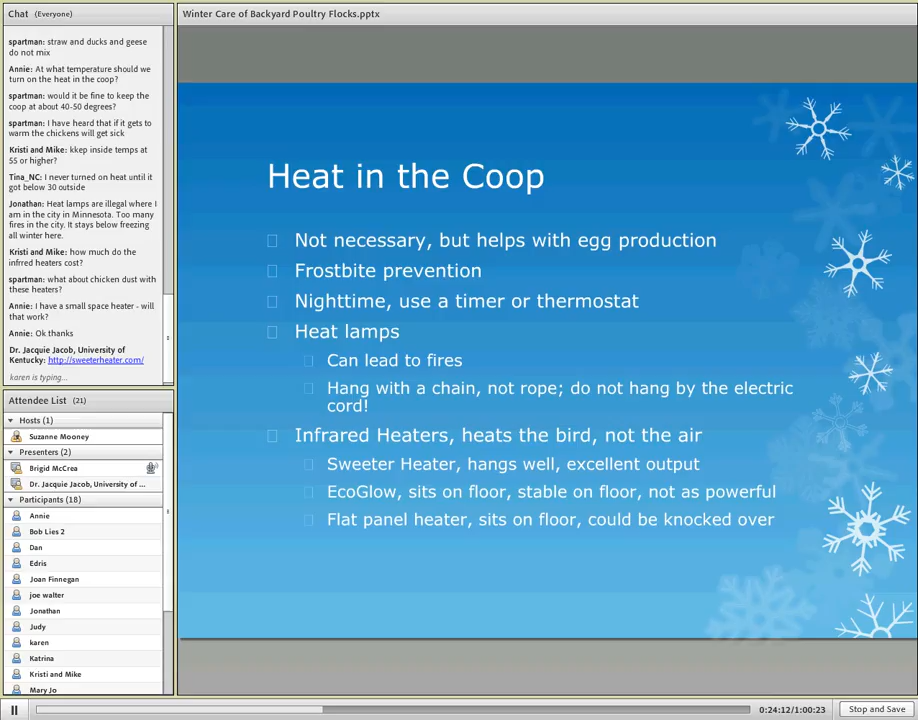 Chat (Everyone)
spartman: straw and ducks and geese
do not mix
Annie: At what temperature should we
turn on the heat in the coop?
spartman: would it be fine to keep the
coop at about 40-50 degrees?
spartman: I have heard that if it gets to
warm the chickens will get sick
Kristi and Mike: kkep inside temps at
55 or higher?
Tina_NC: I never turned on heat until it
got below 30 outside
Jonathan: Heat lamps are illegal where I
am in the city in Minnesota. Too many
fires in the city. It stays below freezing
all winter here.
Kristi and Mike: how much do the
infrred heaters cost?
spartman: what about chicken dust with
these heaters?
Annie: I have a small space heater - will
that work?
Annie: Ok thanks
Dr. Jacquie Jacob, University of
Kentucky: http://sweeterheater.com/
karen is typing...
Attendee List (21)
Hosts (1)
Suzanne Mooney
Presenters (2)
Brigid McCrea
Dr. Jacquie Jacob, University of ...
Participants (18)
Annie
Bob Lies 2
Dan
Edris
Joan Finnegan
joe walter
Jonathan
Judy
karen
Katrina
Kristi and Mike
Mary Jo
Winter Care of Backyard Poultry Flocks.pptx
Heat in the Coop
Not necessary, but helps with egg production
Frostbite prevention
Nighttime, use a timer or thermostat
Heat lamps
Can lead to fires
Hang with a chain, not rope; do not hang by the electric
cord!
Infrared Heaters, heats the bird, not the air
Sweeter Heater, hangs well, excellent output
EcoGlow, sits on floor, stable on floor, not as powerful
Flat panel heater, sits on floor, could be knocked over
0:24:12/1:00:23
Stop and Save